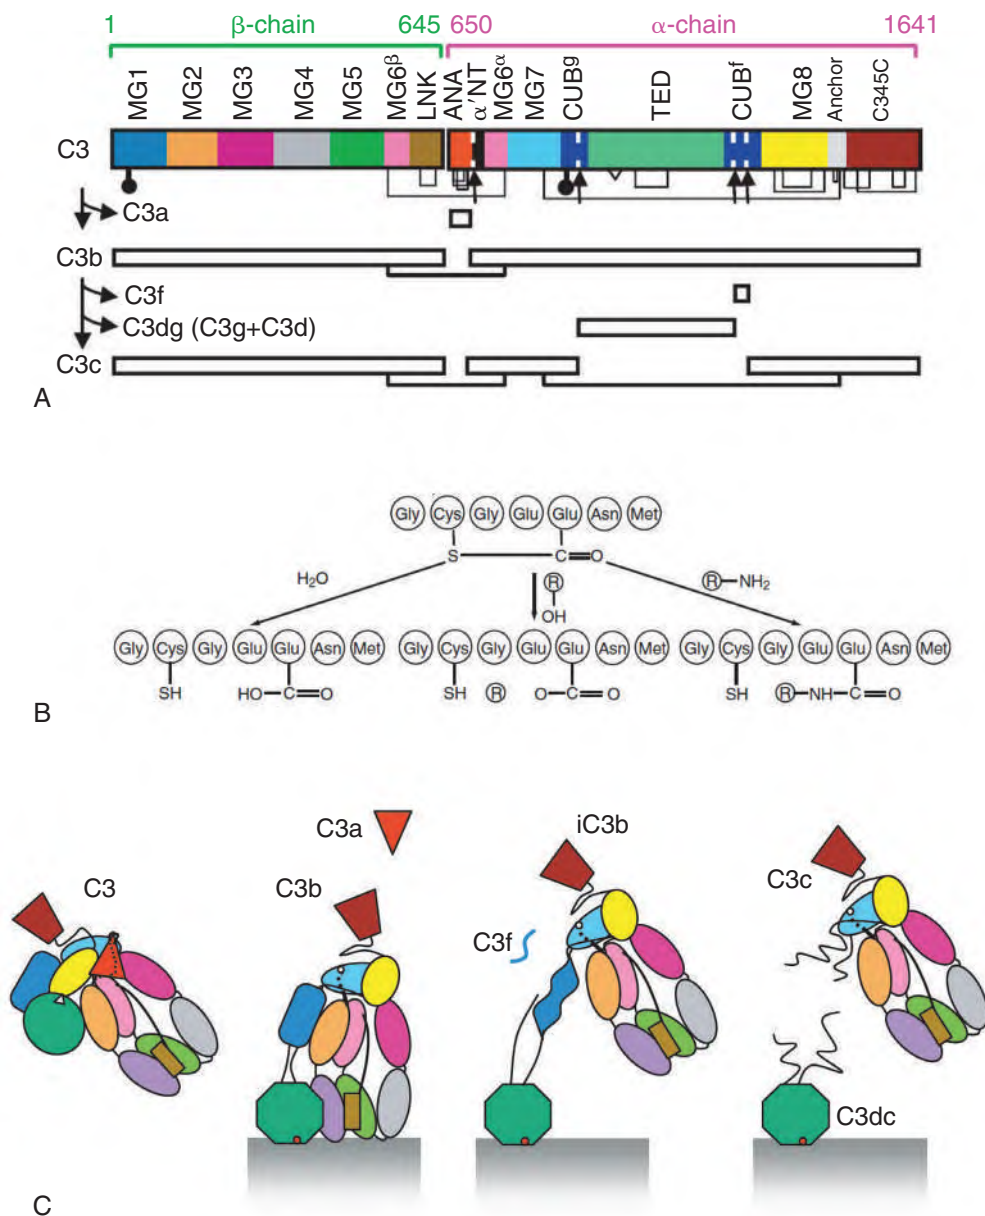 1 β-chain 645 650 α-chain 1641
MG1 MG2 MG3 MG4 MG5 MG6β LNK ANA α'NT MG6α MG7 CUBg TED CUBf MG8 Anchor C345C
C3
C3a
C3b
C3f
C3dg (C3g+C3d)
C3c
A
Gly Cys Gly Glu Glu Asn Met
S C=O
H2O R R—NH2
OH
Gly Cys Gly Glu Glu Asn Met Gly Cys Gly Glu Glu Asn Met Gly Cys Gly Glu Glu Asn Met
SH HO—C=O SH R O—C=O SH R—NH—C=O
B
C3a iC3b
C3 C3b C3c
C3f
C3dc
C